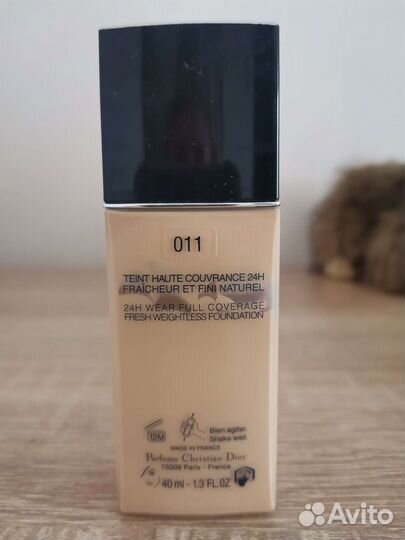 011
TEINT HAUTE COUVRANCE 24H
FRAÎCHEUR ET FINI NATUREL
24H WEAR FULL COVERAGE
FRESH WEIGHTLESS FOUNDATION
Bien agiter.
Shake well.
12M
MADE IN FRANCE
Parfums Christian Dior
75008 Paris - France
40 ml - 1.3 FL.OZ
Avito